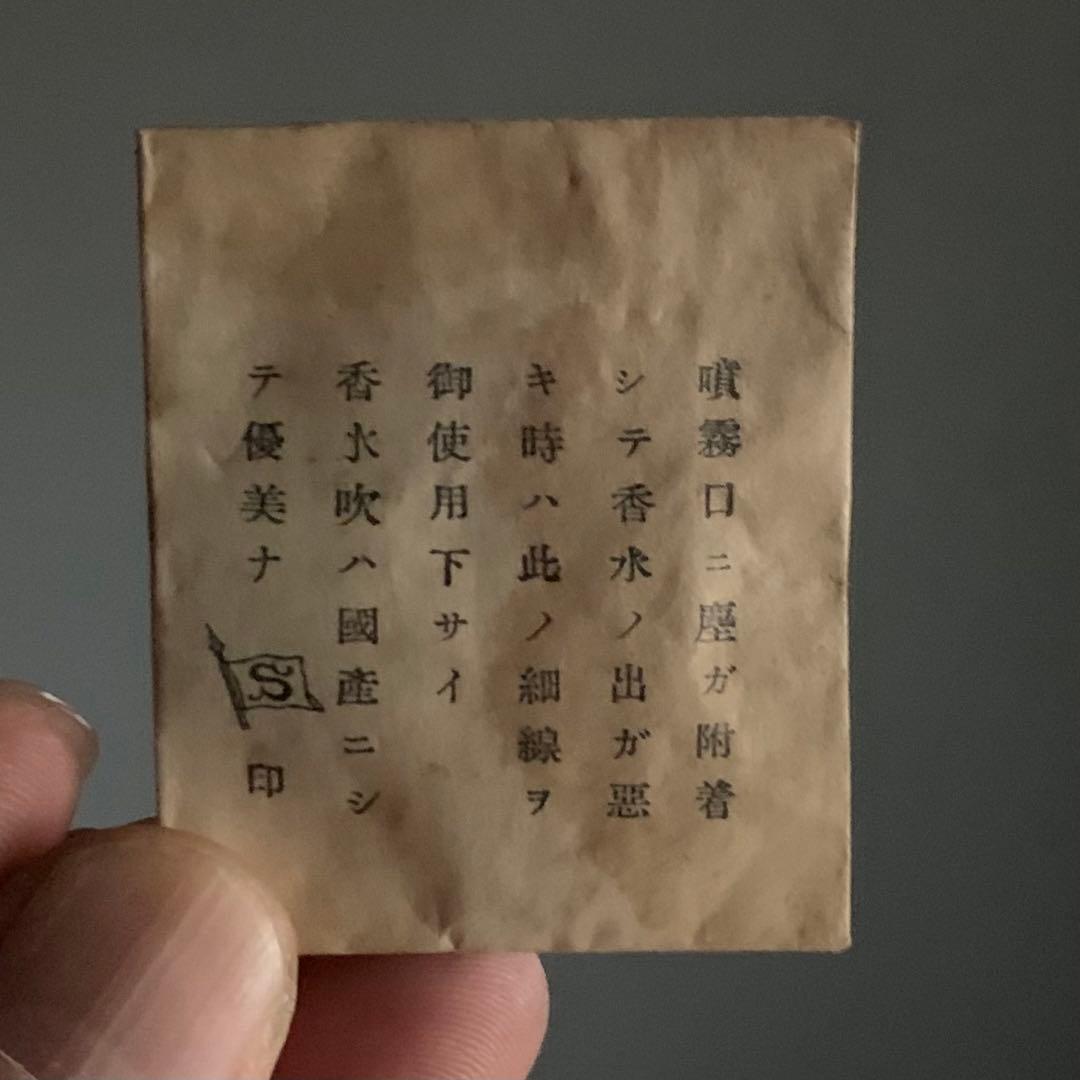 噴霧口ニ塵ガ附着
シテ香水ノ出ガ惡
キ時ハ此ノ細線ヲ
御使用下サイ
香水吹ハ國產ニシ
テ優美ナ S 印